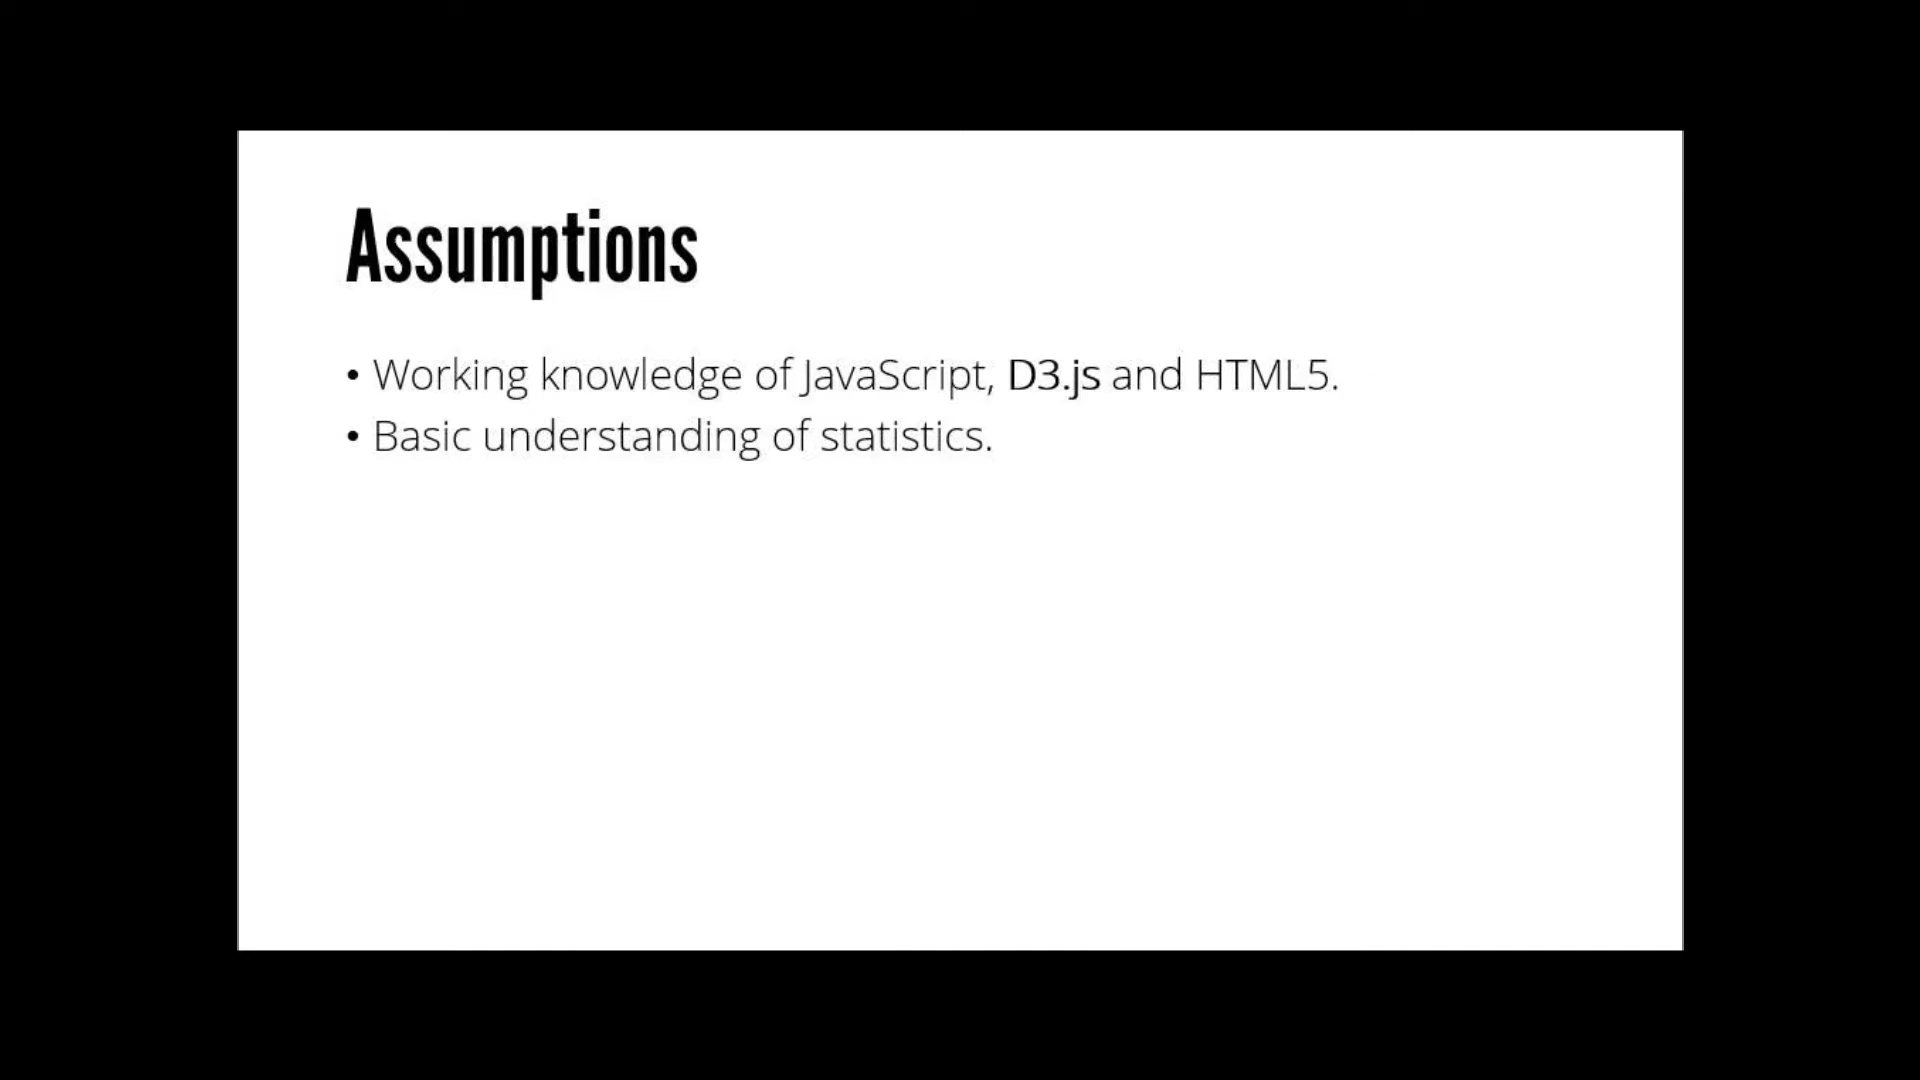 Assumptions
• Working knowledge of JavaScript, D3.js and HTML5.
• Basic understanding of statistics.